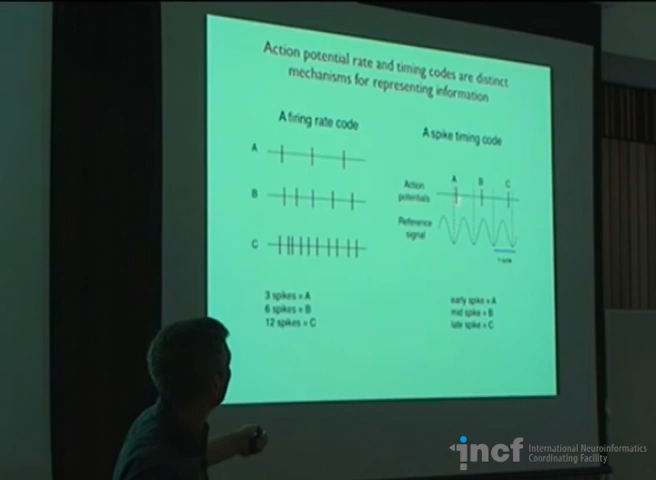 Action potential rate and timing codes are distinct
mechanisms for representing information
A firing rate code
A
B
C
3 spikes = A
6 spikes = B
12 spikes = C
A spike timing code
A B C
Action
potentials
Reference
signal
1 cycle
early spike = A
mid spike = B
late spike = C
incf International Neuroinformatics
Coordinating Facility